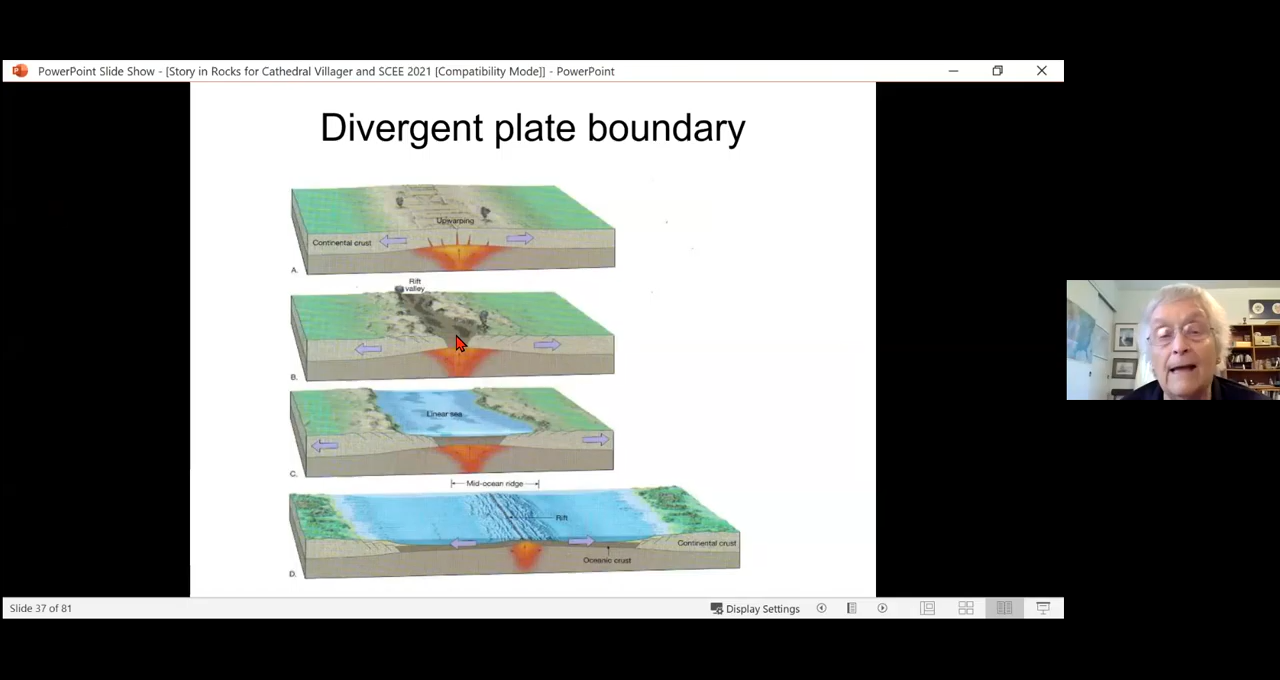 PowerPoint Slide Show - [Story in Rocks for Cathedral Villager and SCEE 2021 [Compatibility Mode]] - PowerPoint
Divergent plate boundary
Upwarping
Continental crust
A.
Rift
valley
B.
Linear sea
C.
Mid-ocean ridge
Rift
Continental crust
Oceanic crust
D.
Slide 37 of 81
Display Settings